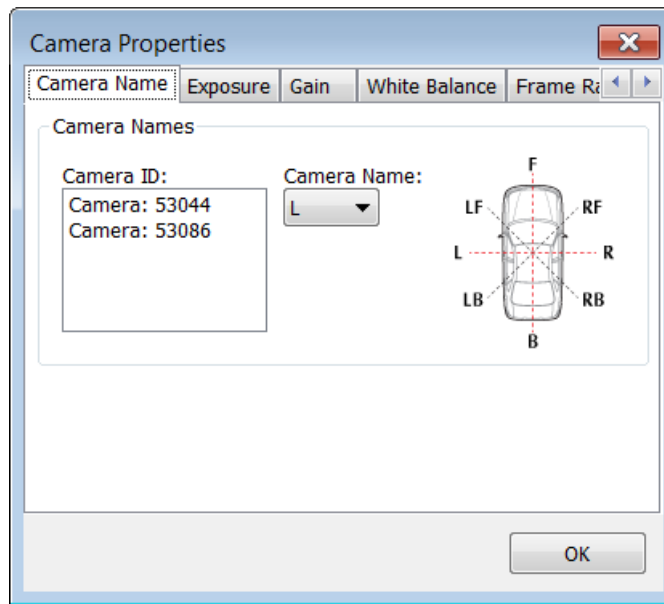 Camera Properties
Camera Name Exposure Gain White Balance Frame Ra
Camera Names
Camera ID:
Camera: 53044
Camera: 53086
Camera Name:
L
F
LF RF
L R
LB RB
B
OK